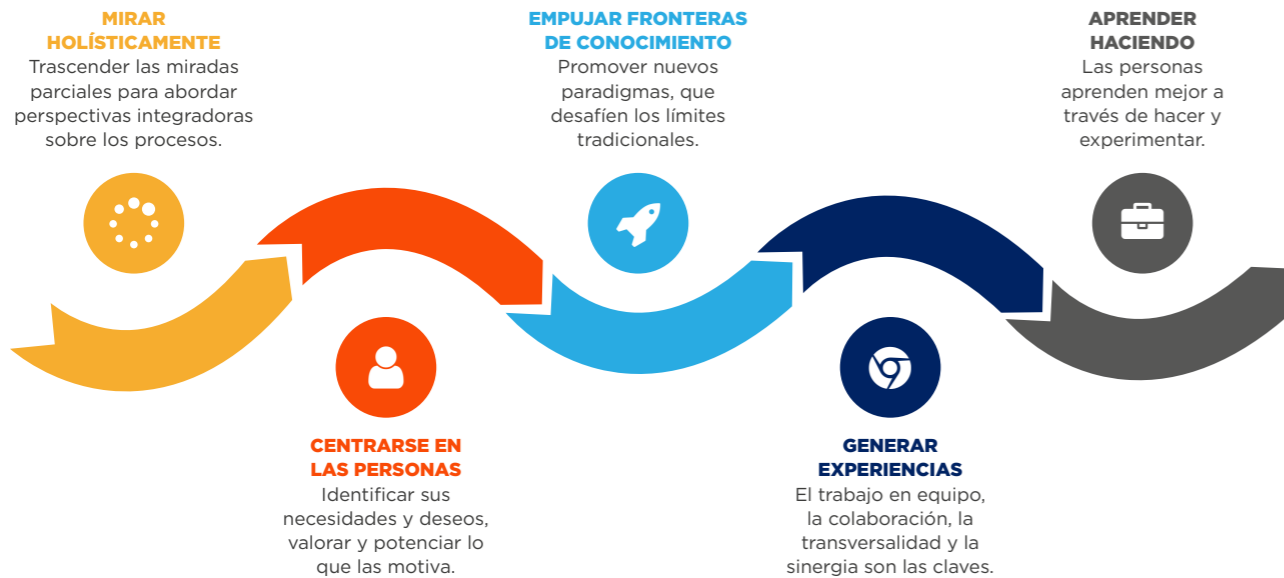 MIRAR
HOLÍSTICAMENTE
Trascender las miradas
parciales para abordar
perspectivas integradoras
sobre los procesos.
CENTRARSE EN
LAS PERSONAS
Identificar sus
necesidades y deseos,
valorar y potenciar lo
que las motiva.
EMPUJAR FRONTERAS
DE CONOCIMIENTO
Promover nuevos
paradigmas, que
desafíen los límites
tradicionales.
GENERAR
EXPERIENCIAS
El trabajo en equipo,
la colaboración, la
transversalidad y la
sinergia son las claves.
APRENDER
HACIENDO
Las personas
aprenden mejor a
través de hacer y
experimentar.